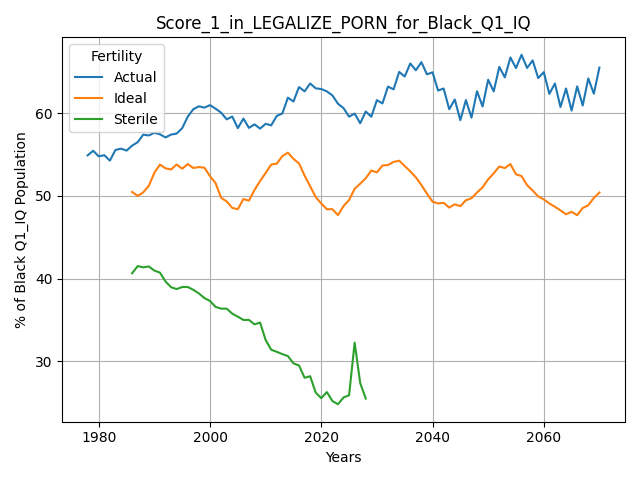 Score_1_in_LEGALIZE_PORN_for_Black_Q1_IQ
Fertility
Actual
Ideal
Sterile
% of Black Q1_IQ Population
60
50
40
30
1980
2000
2020
2040
2060
Years